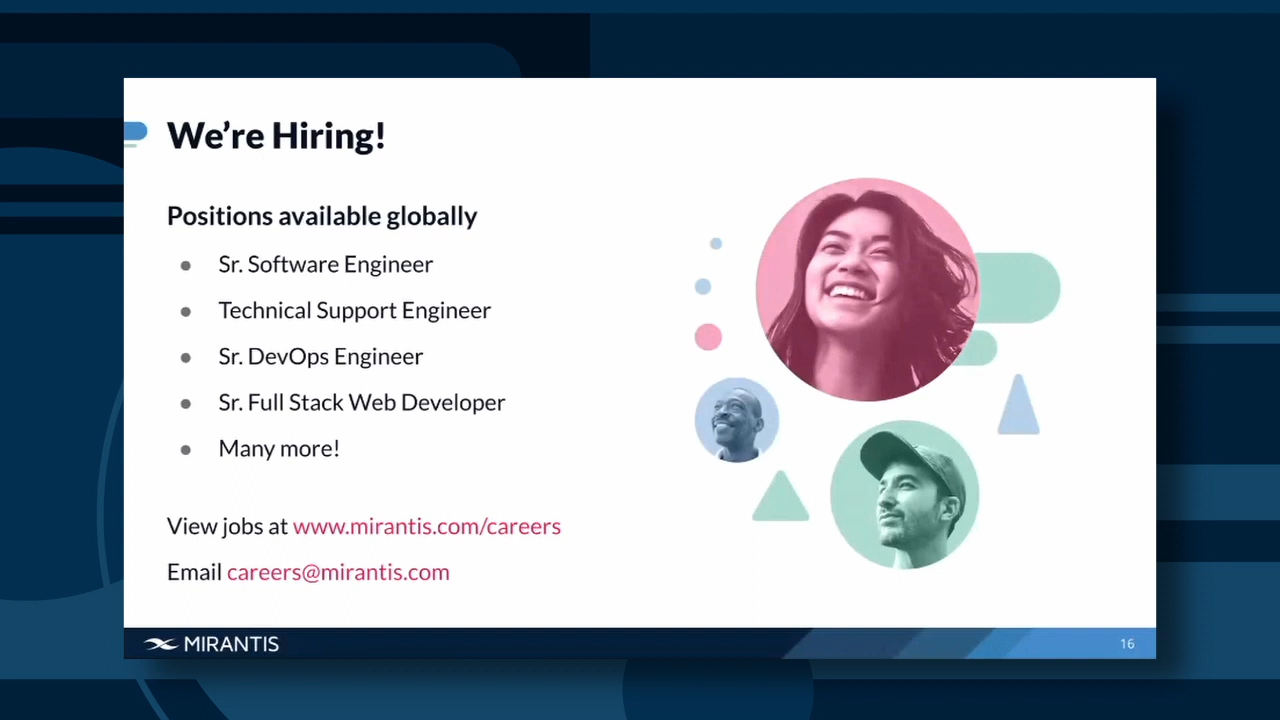 We're Hiring!
Positions available globally
● Sr. Software Engineer
● Technical Support Engineer
● Sr. DevOps Engineer
● Sr. Full Stack Web Developer
● Many more!
View jobs at www.mirantis.com/careers
Email careers@mirantis.com
MIRANTIS
16